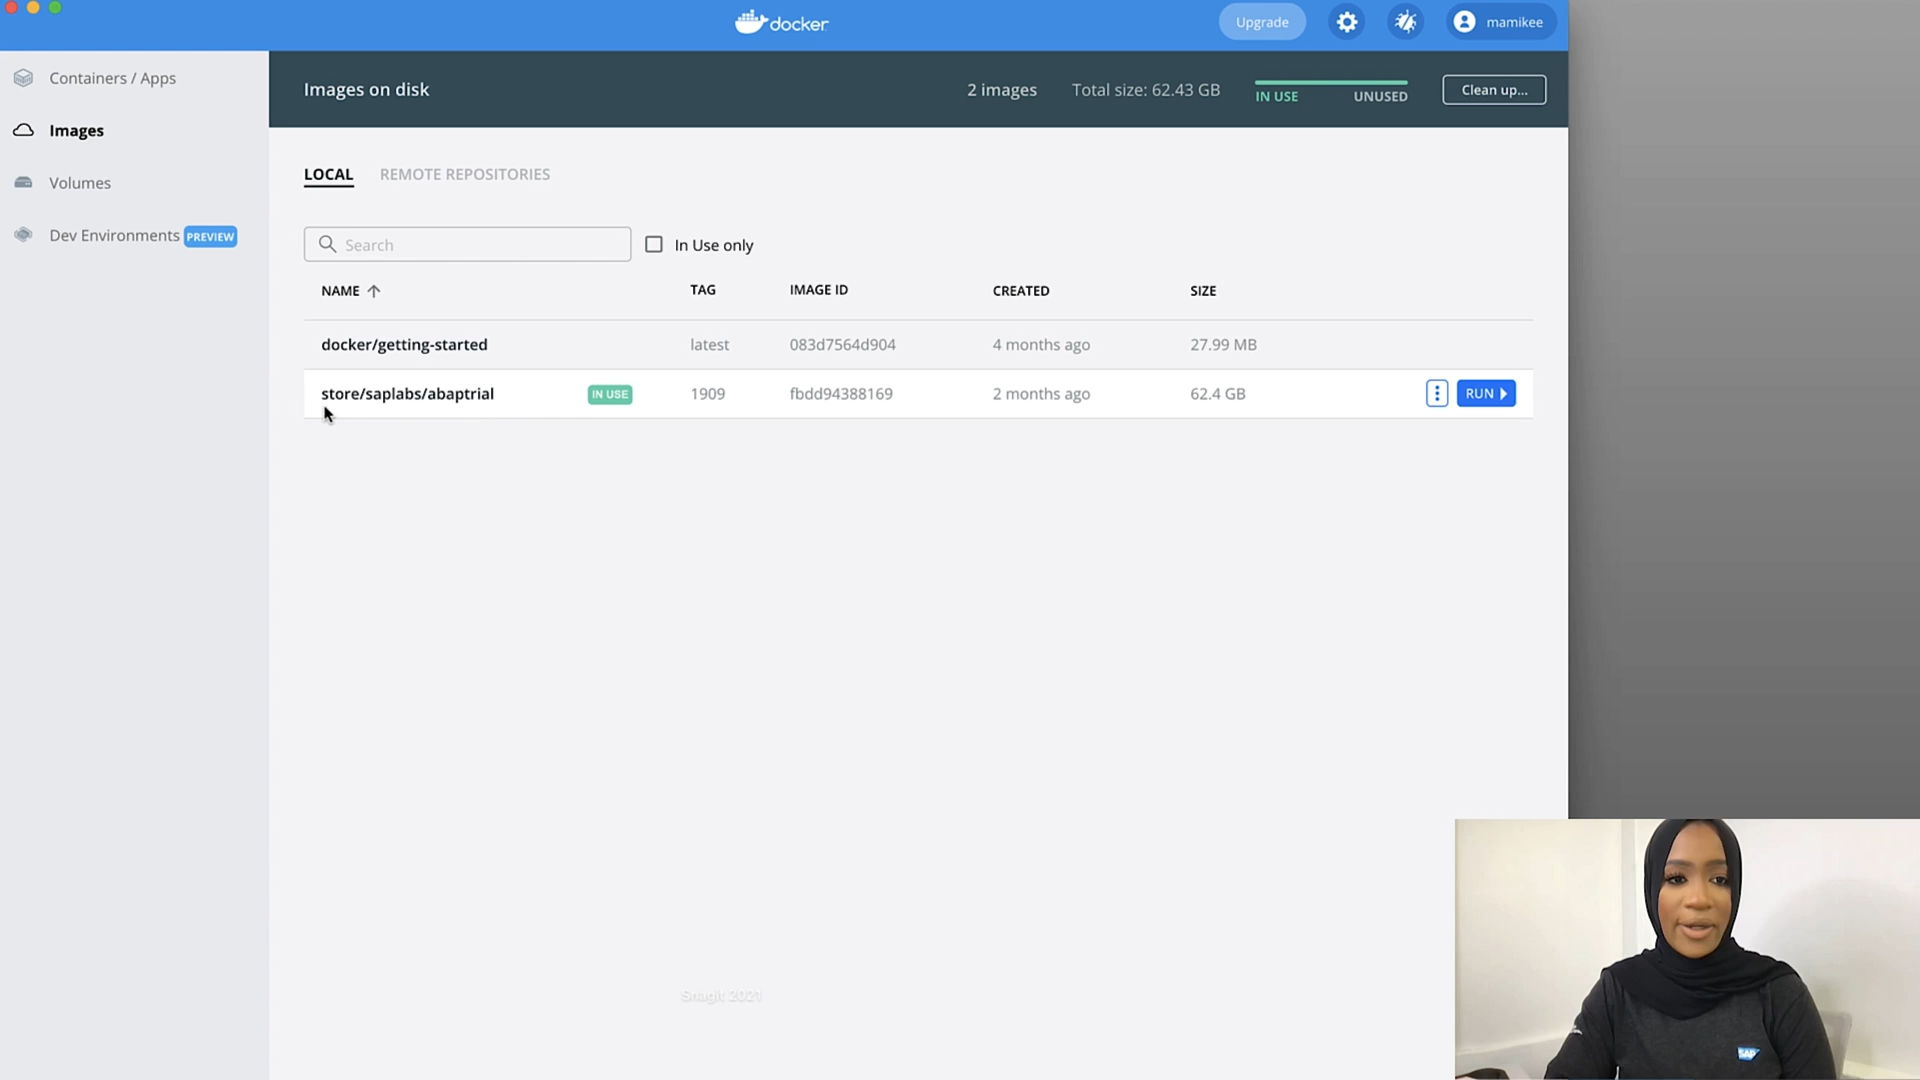 docker
Upgrade
mamikee
Containers / Apps
Images
Volumes
Dev Environments PREVIEW
Images on disk
2 images
Total size: 62.43 GB
IN USE
UNUSED
Clean up...
LOCAL
REMOTE REPOSITORIES
Search
In Use only
NAME TAG IMAGE ID CREATED SIZE
docker/getting-started latest 083d7564d904 4 months ago 27.99 MB
store/saplabs/abaptrial IN USE 1909 fbdd94388169 2 months ago 62.4 GB RUN
Snagit 2021
SAP